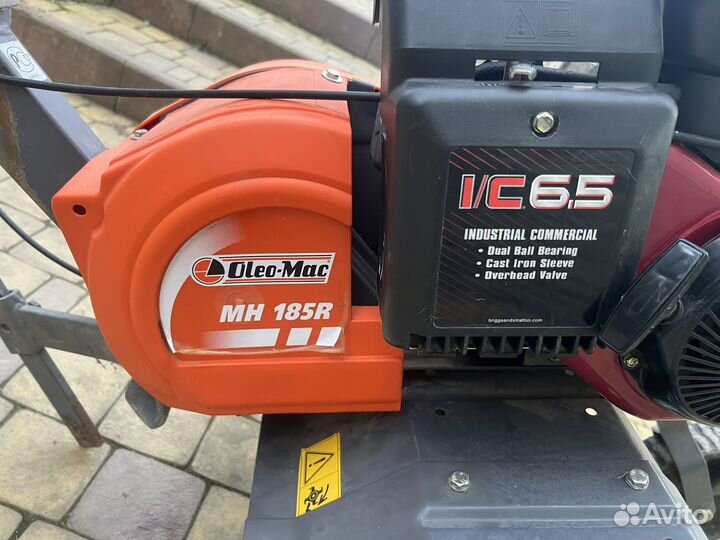 I/C 6.5
INDUSTRIAL COMMERCIAL
• Dual Ball Bearing
• Cast Iron Sleeve
• Overhead Valve
briggsandstratton.com
Oleo-Mac
MH 185R
Avito